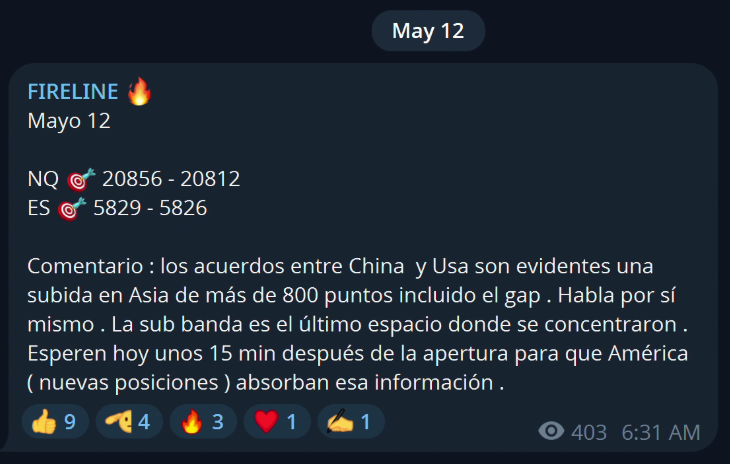 May 12
FIRELINE 🔥
Mayo 12
NQ 🎯 20856 - 20812
ES 🎯 5829 - 5826
Comentario : los acuerdos entre China  y Usa son evidentes una
subida en Asia de más de 800 puntos incluido el gap . Habla por sí
mismo . La sub banda es el último espacio donde se concentraron .
Esperen hoy unos 15 min después de la apertura para que América
( nuevas posiciones ) absorban esa información .
👍 9 🫳 4 🔥 3 ❤️ 1 ✍️ 1 403 6:31 AM